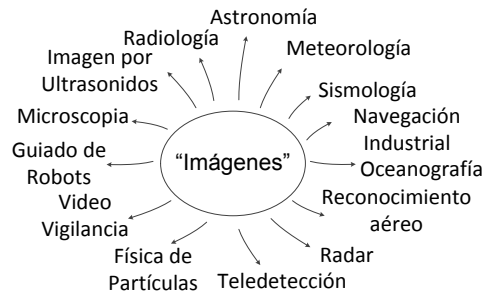 Astronomía
Radiología
Meteorología
Imagen por
Ultrasonidos
Sismología
Microscopia
Navegación
Industrial
Guiado de
Robots
"Imágenes"
Oceanografía
Video
Vigilancia
Reconocimiento
aéreo
Física de
Partículas
Radar
Teledetección